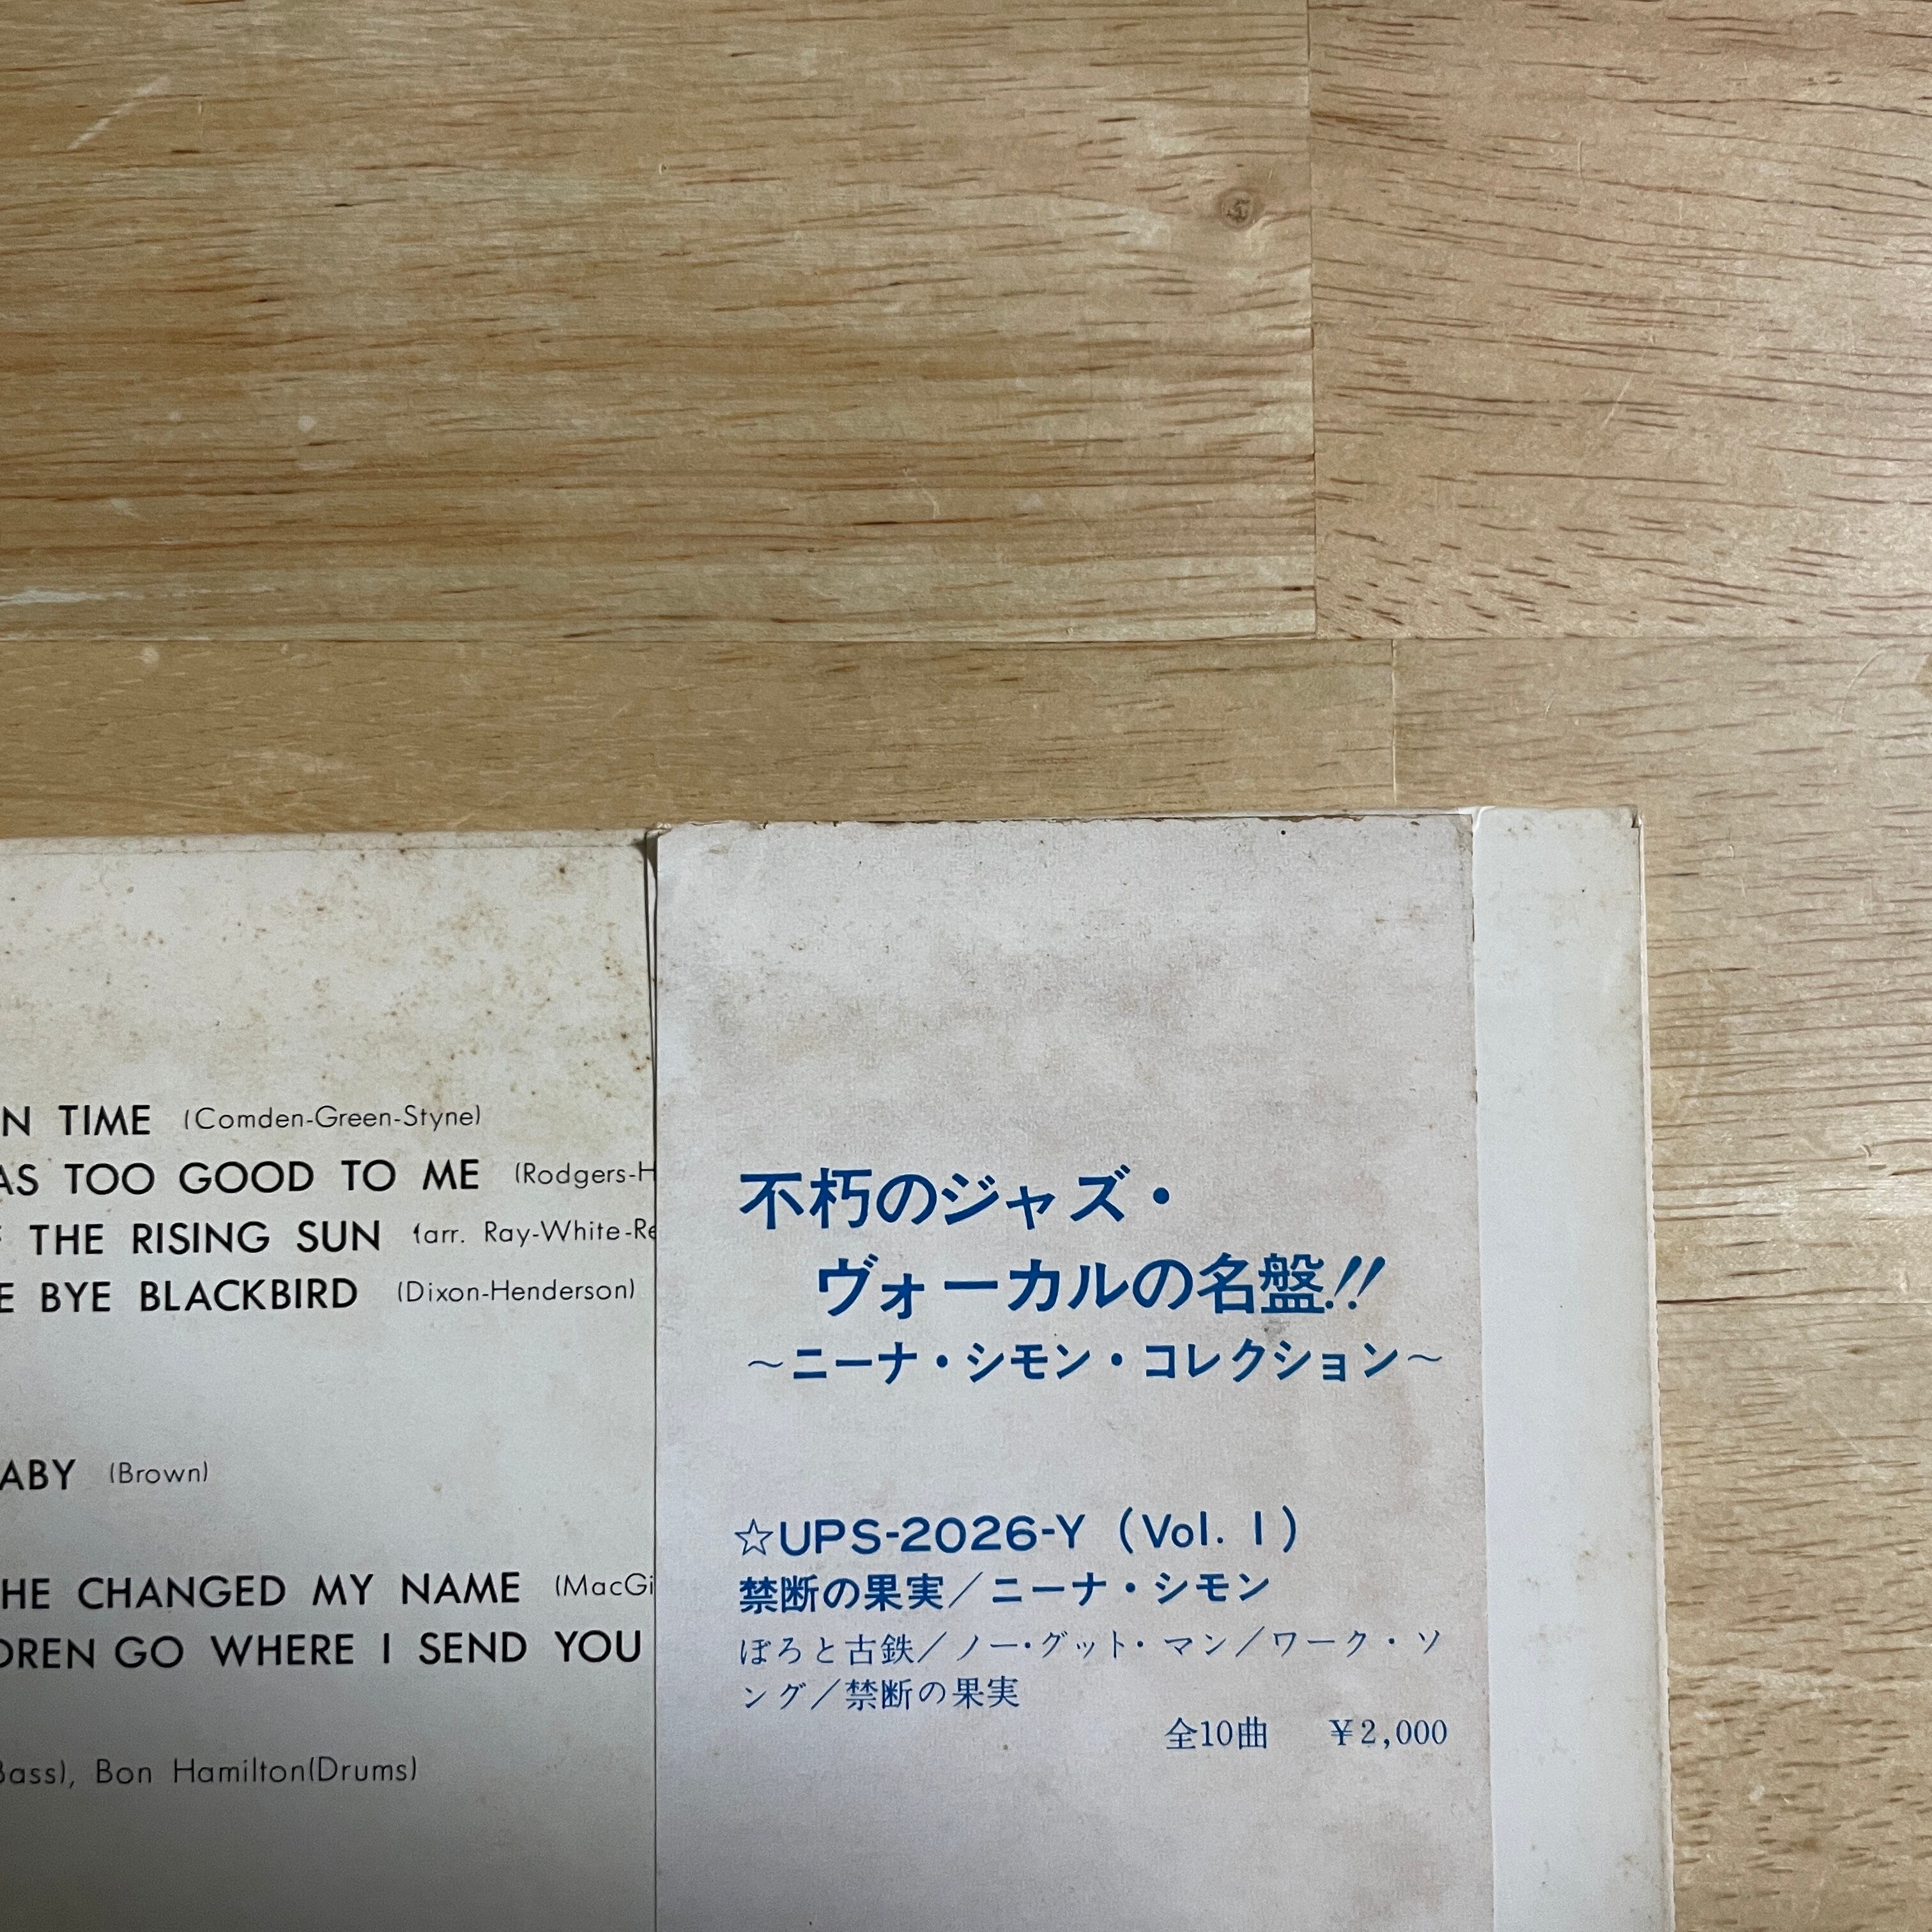 N TIME (Comden-Green-Styne)
AS TOO GOOD TO ME (Rodgers-H
THE RISING SUN (arr. Ray-White-Re
E BYE BLACKBIRD (Dixon-Henderson)
ABY (Brown)
HE CHANGED MY NAME (MacGi
DREN GO WHERE I SEND YOU
Bass), Bon Hamilton(Drums)
不朽のジャズ・
ヴォーカルの名盤!!
〜ニーナ・シモン・コレクション〜
☆UPS-2026-Y (Vol. 1)
禁断の果実／ニーナ・シモン
ぼろと古鉄／ノー・グット・マン／ワーク・ソ
ング／禁断の果実
全10曲 ¥2,000